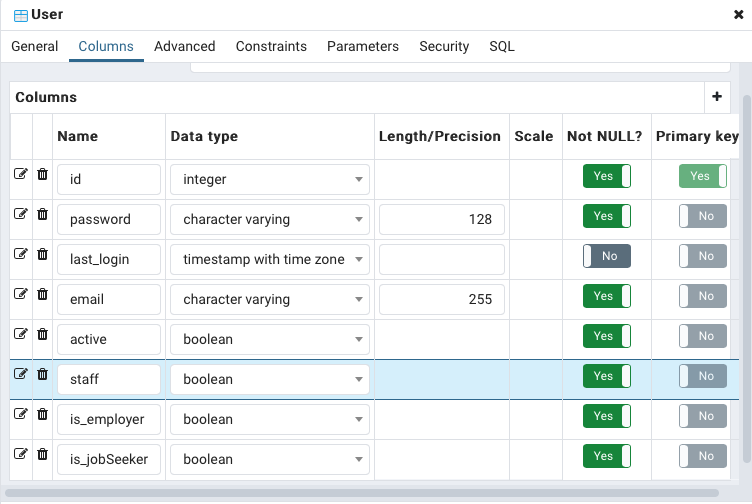 User
General Columns Advanced Constraints Parameters Security SQL
Columns
Name Data type Length/Precision Scale Not NULL? Primary key
id integer Yes Yes
password character varying 128 Yes No
last_login timestamp with time zone No No
email character varying 255 Yes No
active boolean Yes No
staff boolean Yes No
is_employer boolean Yes No
is_jobSeeker boolean Yes No